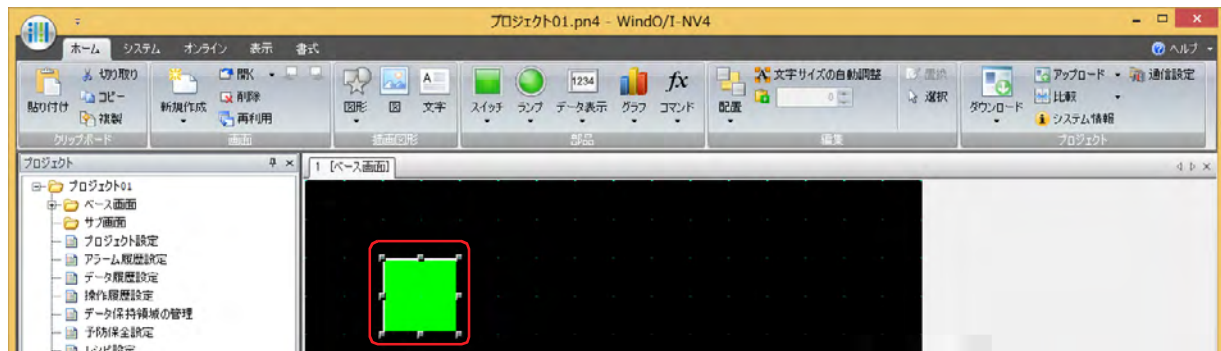 プロジェクト01.pn4 - WindO/I-NV4
ホーム システム オンライン 表示 書式 ヘルプ
貼り付け 切り取り コピー 複製
クリップボード
新規作成 開く 削除 再利用
画面
図形 図 文字
描画図形
スイッチ ランプ 1234 データ表示 グラフ fx コマンド
部品
配置 文字サイズの自動調整 0 置換 選択
編集
ダウンロード アップロード 比較 システム情報 通信設定
プロジェクト
プロジェクト
1 [ベース画面]
プロジェクト01
ベース画面
サブ画面
プロジェクト設定
アラーム履歴設定
データ履歴設定
操作履歴設定
データ保持領域の管理
予防保全設定
レシピ設定